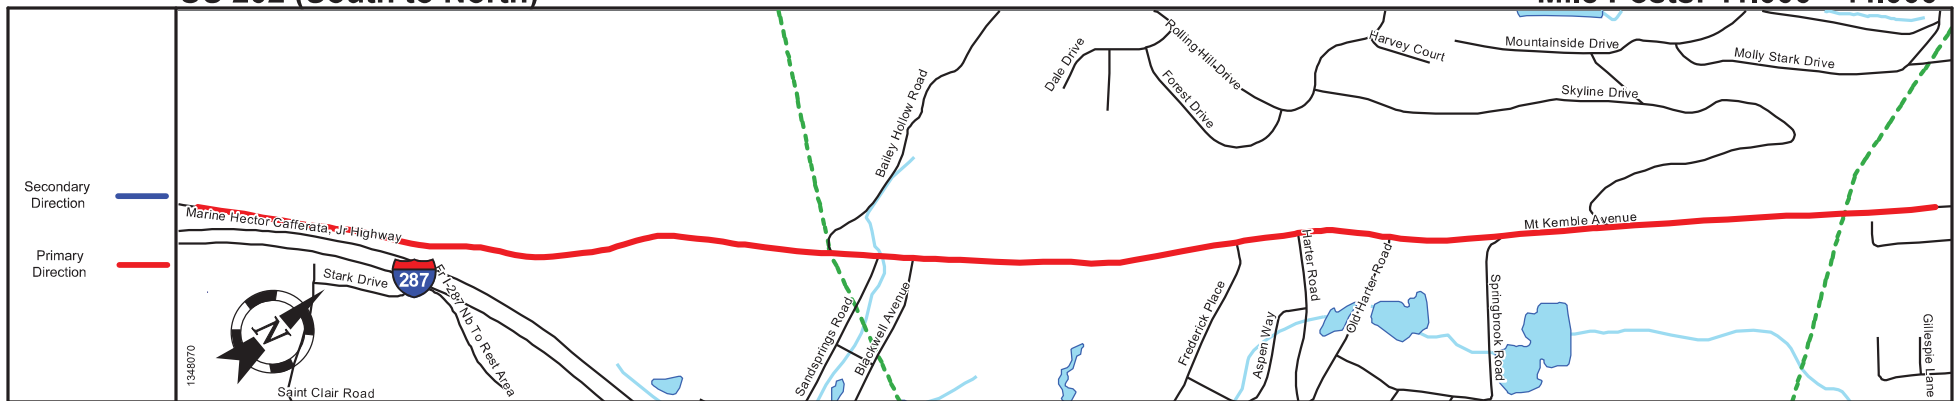 US 202 (South to North)
Mile Posts: 41.000 - 44.000
Secondary
Direction
Primary
Direction
Marine Hector Cafferata, Jr Highway
Stark Drive
287
Fr I-287 Nb To Rest Area
N
1348070
Saint Clair Road
Bailey Hollow Road
Sandsprings Road
Blackwell Avenue
Dale Drive
Rolling Hill Drive
Forest Drive
Harvey Court
Mountainside Drive
Molly Stark Drive
Skyline Drive
Mt Kemble Avenue
Frederick Place
Aspen Way
Harter Road
Old Harter Road
Springbrook Road
Gillespie Lane